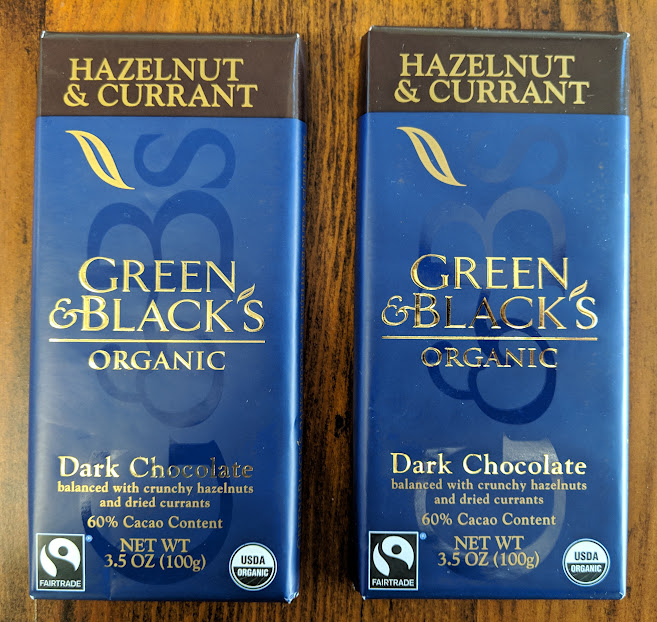 HAZELNUT
& CURRANT
G&Bs
GREEN
&BLACK'S
ORGANIC
Dark Chocolate
balanced with crunchy hazelnuts
and dried currants
60% Cacao Content
NET WT
3.5 OZ (100g)
FAIRTRADE
USDA
ORGANIC
HAZELNUT
& CURRANT
G&Bs
GREEN
&BLACK'S
ORGANIC
Dark Chocolate
balanced with crunchy hazelnuts
and dried currants
60% Cacao Content
NET WT
3.5 OZ (100g)
FAIRTRADE
USDA
ORGANIC